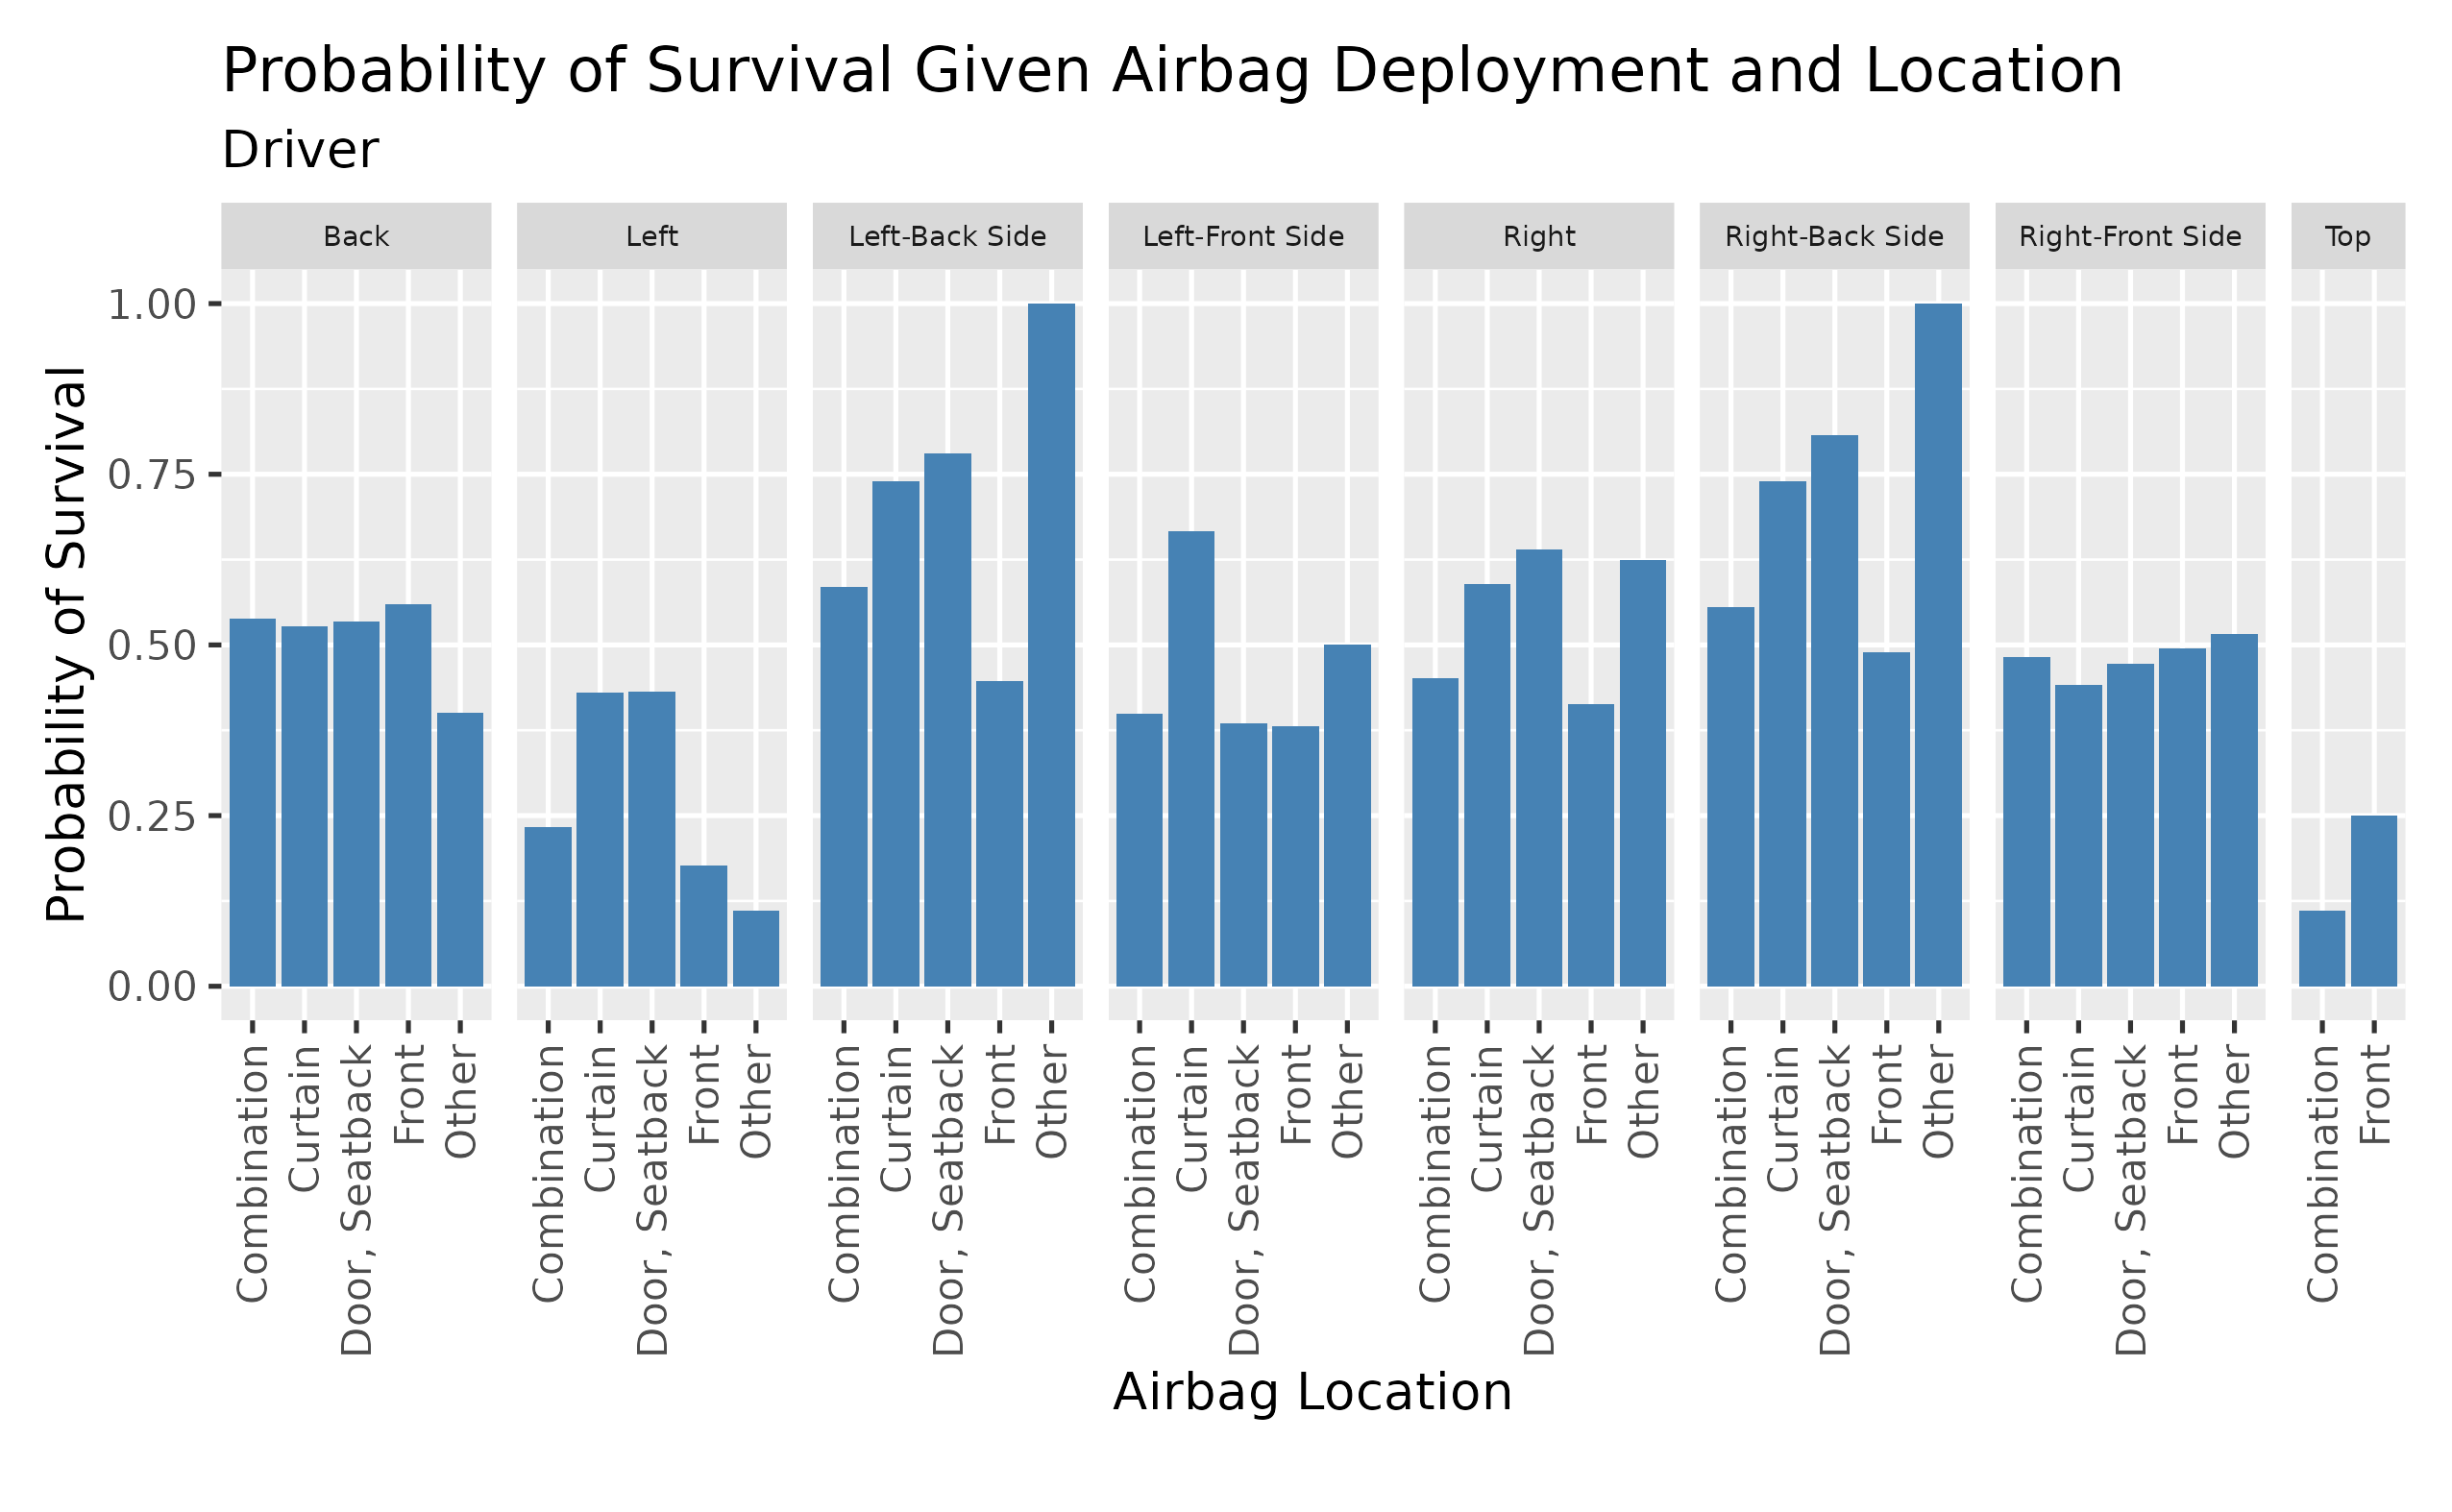 Probability of Survival Given Airbag Deployment and Location
Driver
Back
Left
Left-Back Side
Left-Front Side
Right
Right-Back Side
Right-Front Side
Top
Probability of Survival
1.00
0.75
0.50
0.25
0.00
Combination
Curtain
Door, Seatback
Front
Other
Combination
Curtain
Door, Seatback
Front
Other
Combination
Curtain
Door, Seatback
Front
Other
Combination
Curtain
Door, Seatback
Front
Other
Combination
Curtain
Door, Seatback
Front
Other
Combination
Curtain
Door, Seatback
Front
Other
Combination
Curtain
Door, Seatback
Front
Other
Combination
Front
Airbag Location